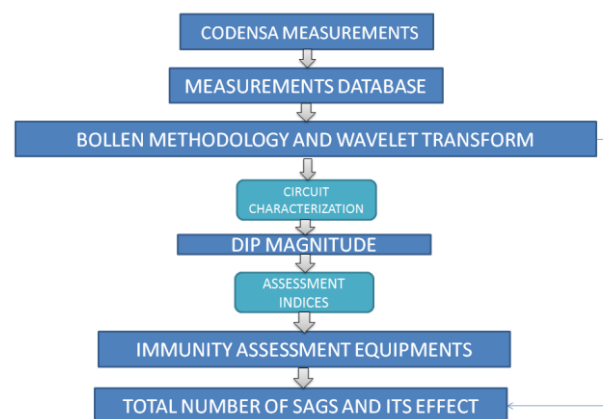 CODENSA MEASUREMENTS
MEASUREMENTS DATABASE
BOLLEN METHODOLOGY AND WAVELET TRANSFORM
CIRCUIT
CHARACTERIZATION
DIP MAGNITUDE
ASSESSMENT
INDICES
IMMUNITY ASSESSMENT EQUIPMENTS
TOTAL NUMBER OF SAGS AND ITS EFFECT